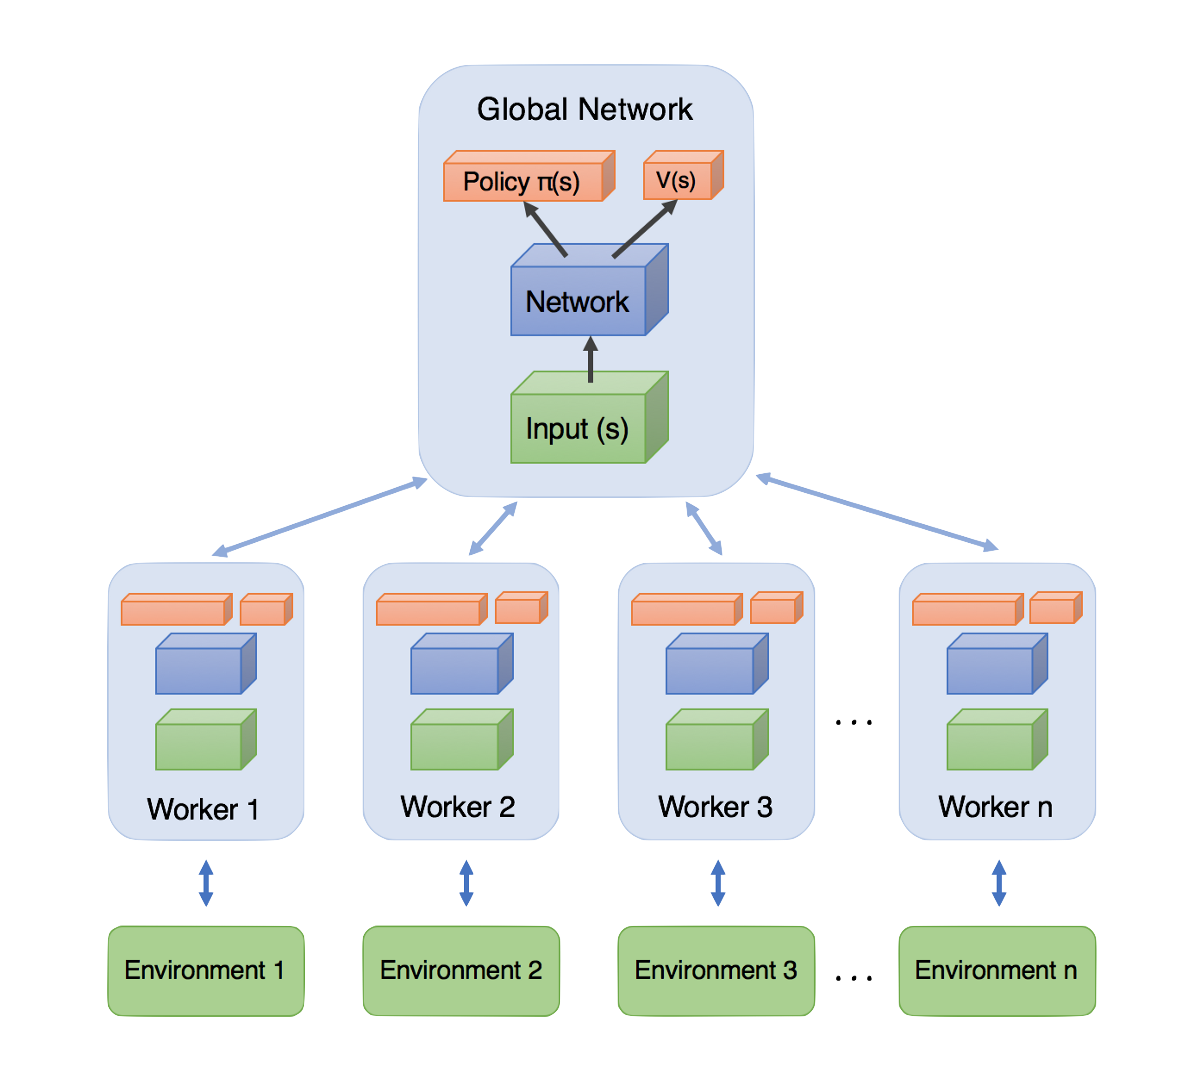 Global Network
Policy π(s)
V(s)
Network
Input (s)
Worker 1
Worker 2
Worker 3
...
Worker n
Environment 1
Environment 2
Environment 3
...
Environment n